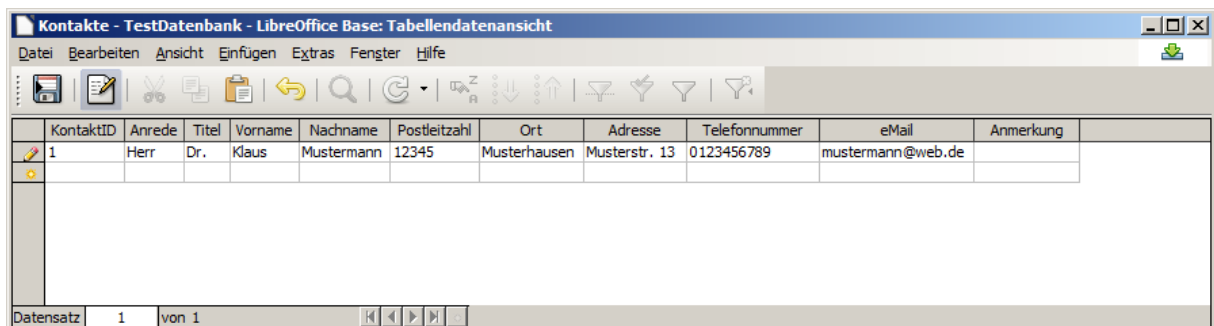 Kontakte - TestDatenbank - LibreOffice Base: Tabellendatenansicht
Datei Bearbeiten Ansicht Einfügen Extras Fenster Hilfe
Z
A
KontaktID Anrede Titel Vorname Nachname Postleitzahl Ort Adresse Telefonnummer eMail Anmerkung
1 Herr Dr. Klaus Mustermann 12345 Musterhausen Musterstr. 13 0123456789 mustermann@web.de
Datensatz 1 von 1